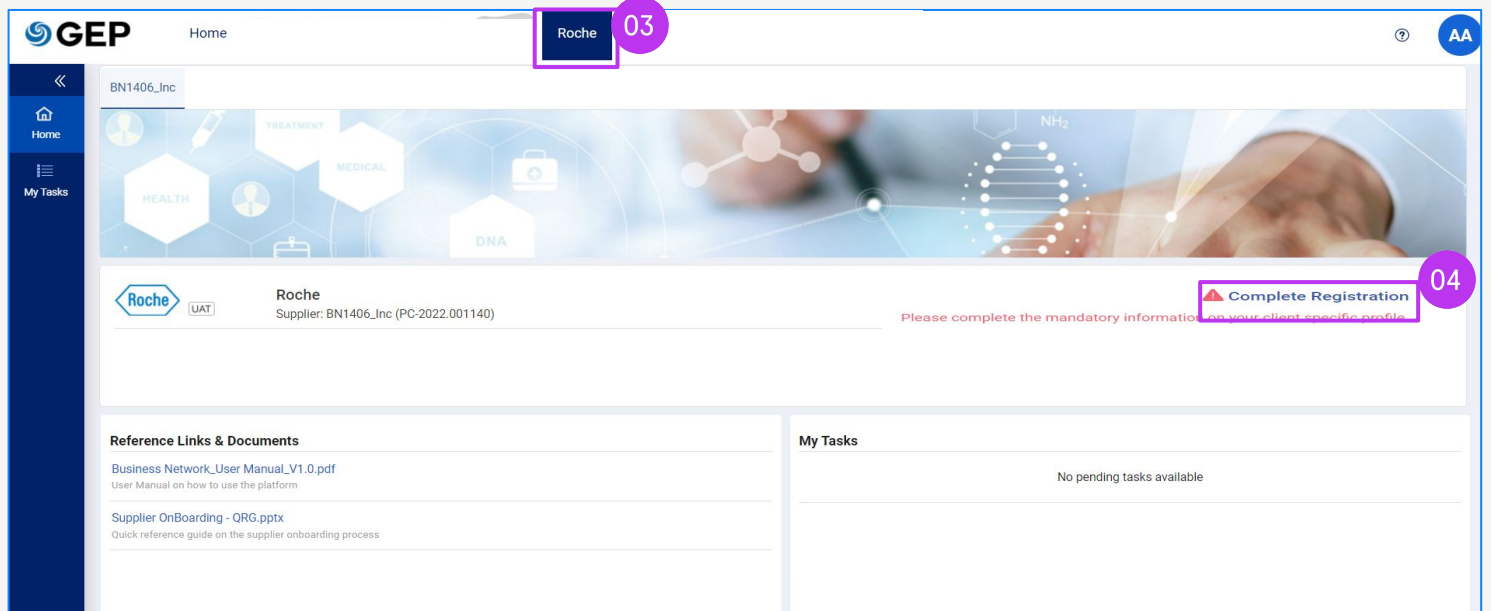 GEP
Home
Roche
03
AA
Home
My Tasks
BN1406_Inc
TREATMENT
MEDICAL
HEALTH
DNA
NH2
Roche
UAT
Roche
Supplier: BN1406_Inc (PC-2022.001140)
Complete Registration
04
Please complete the mandatory information on your client specific profile
Reference Links & Documents
Business Network_User Manual_V1.0.pdf
User Manual on how to use the platform
Supplier OnBoarding - QRG.pptx
Quick reference guide on the supplier onboarding process
My Tasks
No pending tasks available